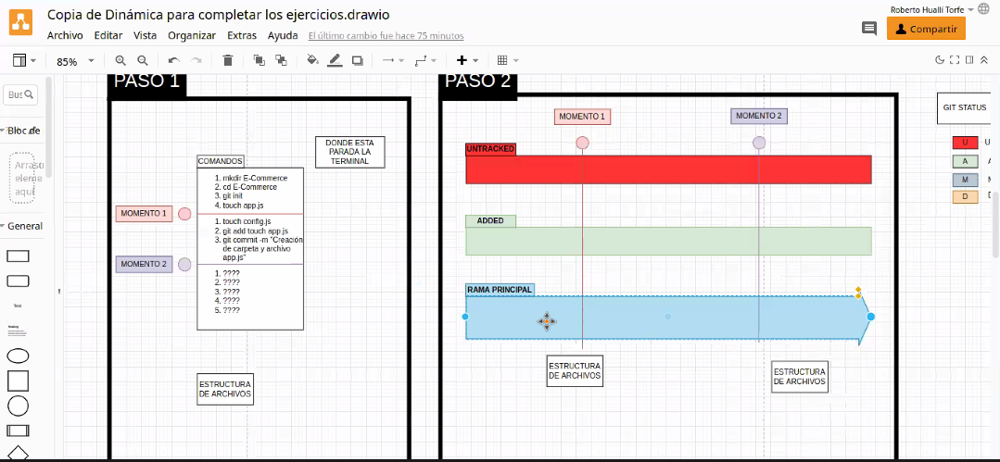 Copia de Dinámica para completar los ejercicios.drawio
Roberto Hualli Torfe
Archivo Editar Vista Organizar Extras Ayuda El último cambio fue hace 75 minutos
Compartir
85%
PASO 1
PASO 2
Bus
Bloc de
Arrast
eleme
aquí
General
Text
Heading
DONDE ESTA
PARADA LA
TERMINAL
COMANDOS
1. mkdir E-Commerce
2. cd E-Commerce
3. git init
4. touch app.js
MOMENTO 1
1. touch config.js
2. git add touch app.js
3. git commit -m "Creación
de carpeta y archivo
app.js"
MOMENTO 2
1. ????
2. ????
3. ????
4. ????
5. ????
ESTRUCTURA
DE ARCHIVOS
MOMENTO 1
MOMENTO 2
UNTRACKED
ADDED
RAMA PRINCIPAL
ESTRUCTURA
DE ARCHIVOS
ESTRUCTURA
DE ARCHIVOS
GIT STATUS
U U
A
M
D